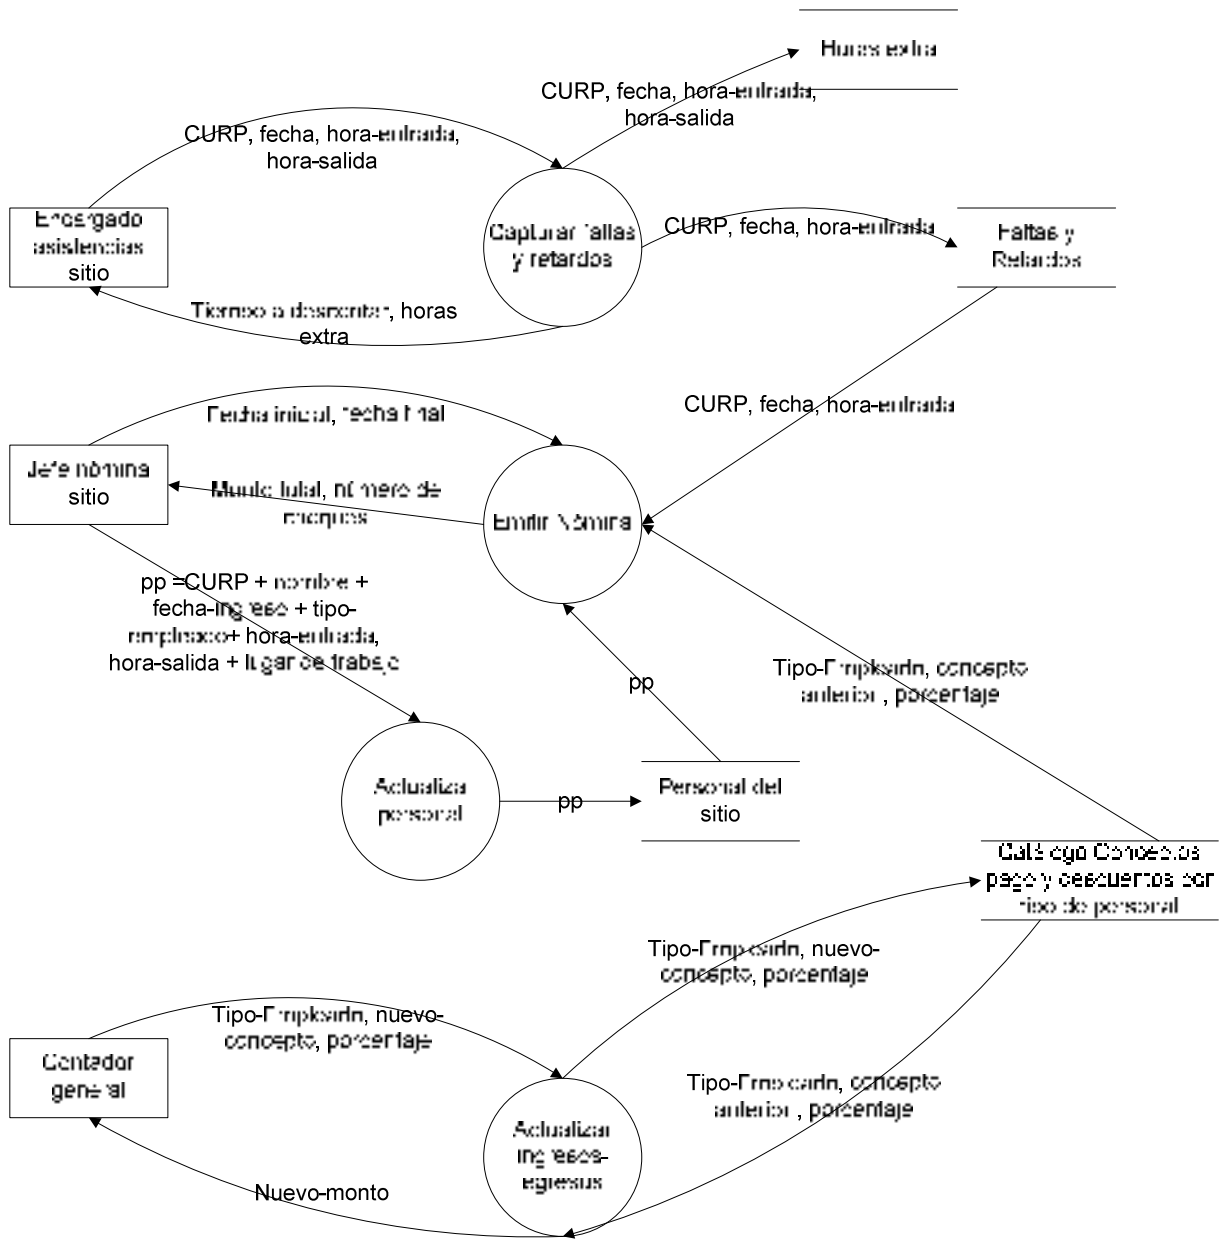 Horas extra
CURP, fecha, hora-entrada,
hora-salida
CURP, fecha, hora-entrada,
hora-salida
Encargado
asistencias
sitio
Capturar faltas
y retardos
CURP, fecha, hora-entrada
Faltas y
Retardos
Tiempo a descontar, horas
extra
CURP, fecha, hora-entrada
Fecha inicial, fecha final
Jefe nómina
sitio
Monto total, número de
cheques
Emitir Nómina
pp =CURP + nombre +
fecha-ingreso + tipo-
empleado+ hora-entrada,
hora-salida + lugar de trabajo
Tipo-Empleado, concepto
anterior, porcentaje
pp
Actualiza
personal
pp
Personal del
sitio
Catálogo Conceptos
pago y descuentos por
tipo de personal
Tipo-Empleado, nuevo-
concepto, porcentaje
Tipo-Empleado, nuevo-
concepto, porcentaje
Contador
general
Tipo-Empleado, concepto
anterior, porcentaje
Actualizar
ingresos-
egresos
Nuevo-monto